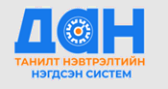 ДАН
ТАНИЛТ НЭВТРЭЛТИЙН
НЭГДСЭН СИСТЕМ